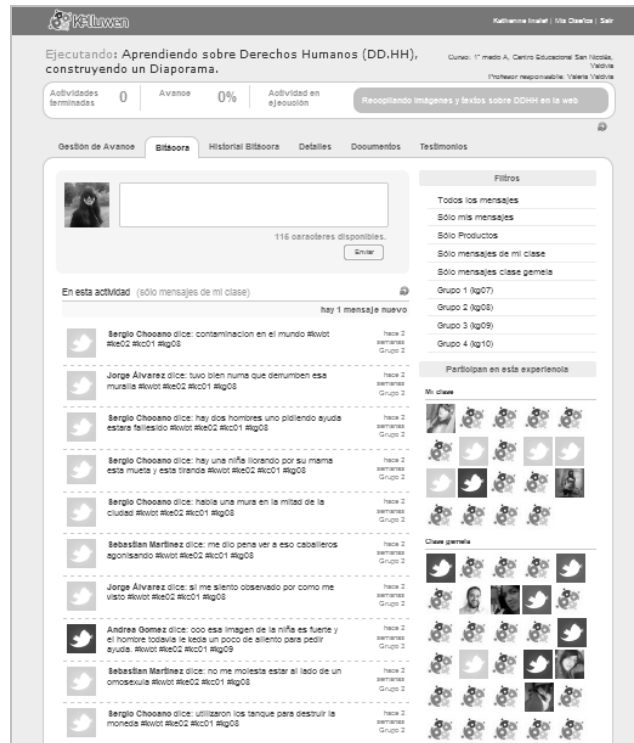 Kelluwen
Katherine Inalef | Mis Diseños | Salir
Ejecutando: Aprendiendo sobre Derechos Humanos (DD.HH),
construyendo un Diaporama.
Curso: 1° medio A, Centro Educacional San Nicolás,
Valdivia
Profesor responsable: Valeria Valdivia
Actividades terminadas 0 Avance 0% Actividad en ejecución
Recopilando imágenes y textos sobre DDHH en la web
Gestión de Avance Bitácora Historial Bitácora Detalles Documentos Testimonios
115 caracteres disponibles.
Enviar
En esta actividad (sólo mensajes de mi clase)
hay 1 mensaje nuevo
Sergio Chocano dice: contaminacion en el mundo #kwbt
#ke02 #kc01 #kg08
hace 2
semanas
Grupo 2
Jorge Álvarez dice: tuvo bien numa que derrumben esa
muralla #kwbt #ke02 #kc01 #kg08
hace 2
semanas
Grupo 2
Sergio Chocano dice: hay dos hombres uno pidiendo ayuda
estara fallesido #kwbt #ke02 #kc01 #kg08
hace 2
semanas
Grupo 2
Sergio Chocano dice: hay una niña llorando por su mama
esta mueta y esta tiranda #kwbt #ke02 #kc01 #kg08
hace 2
semanas
Grupo 2
Sergio Chocano dice: habia una mura en la mitad de la
ciudad #kwbt #ke02 #kc01 #kg08
hace 2
semanas
Grupo 2
Sebastian Martinez dice: me dio pena ver a eso caballeros
agonisando #kwbt #ke02 #kc01 #kg08
hace 2
semanas
Grupo 2
Jorge Álvarez dice: si me siento observado por como me
visto #kwbt #ke02 #kc01 #kg08
hace 2
semanas
Grupo 2
Andrea Gomez dice: ooo esa imagen de la niña es fuerte y
el hombre todavia le keda un poco de aliento para pedir
ayuda. #kwbt #ke02 #kc01 #kg09
hace 2
semanas
Grupo 3
Sebastian Martinez dice: no me molesta estar al lado de un
omosexula #kwbt #ke02 #kc01 #kg08
hace 2
semanas
Grupo 2
Sergio Chocano dice: utilizaron los tanque para destruir la
moneda #kwbt #ke02 #kc01 #kg08
hace 2
semanas
Grupo 2
Filtros
Todos los mensajes
Sólo mis mensajes
Sólo Productos
Sólo mensajes de mi clase
Sólo mensajes clase gemela
Grupo 1 (kg07)
Grupo 2 (kg08)
Grupo 3 (kg09)
Grupo 4 (kg10)
Participan en esta experiencia
Mi clase
Clase gemela